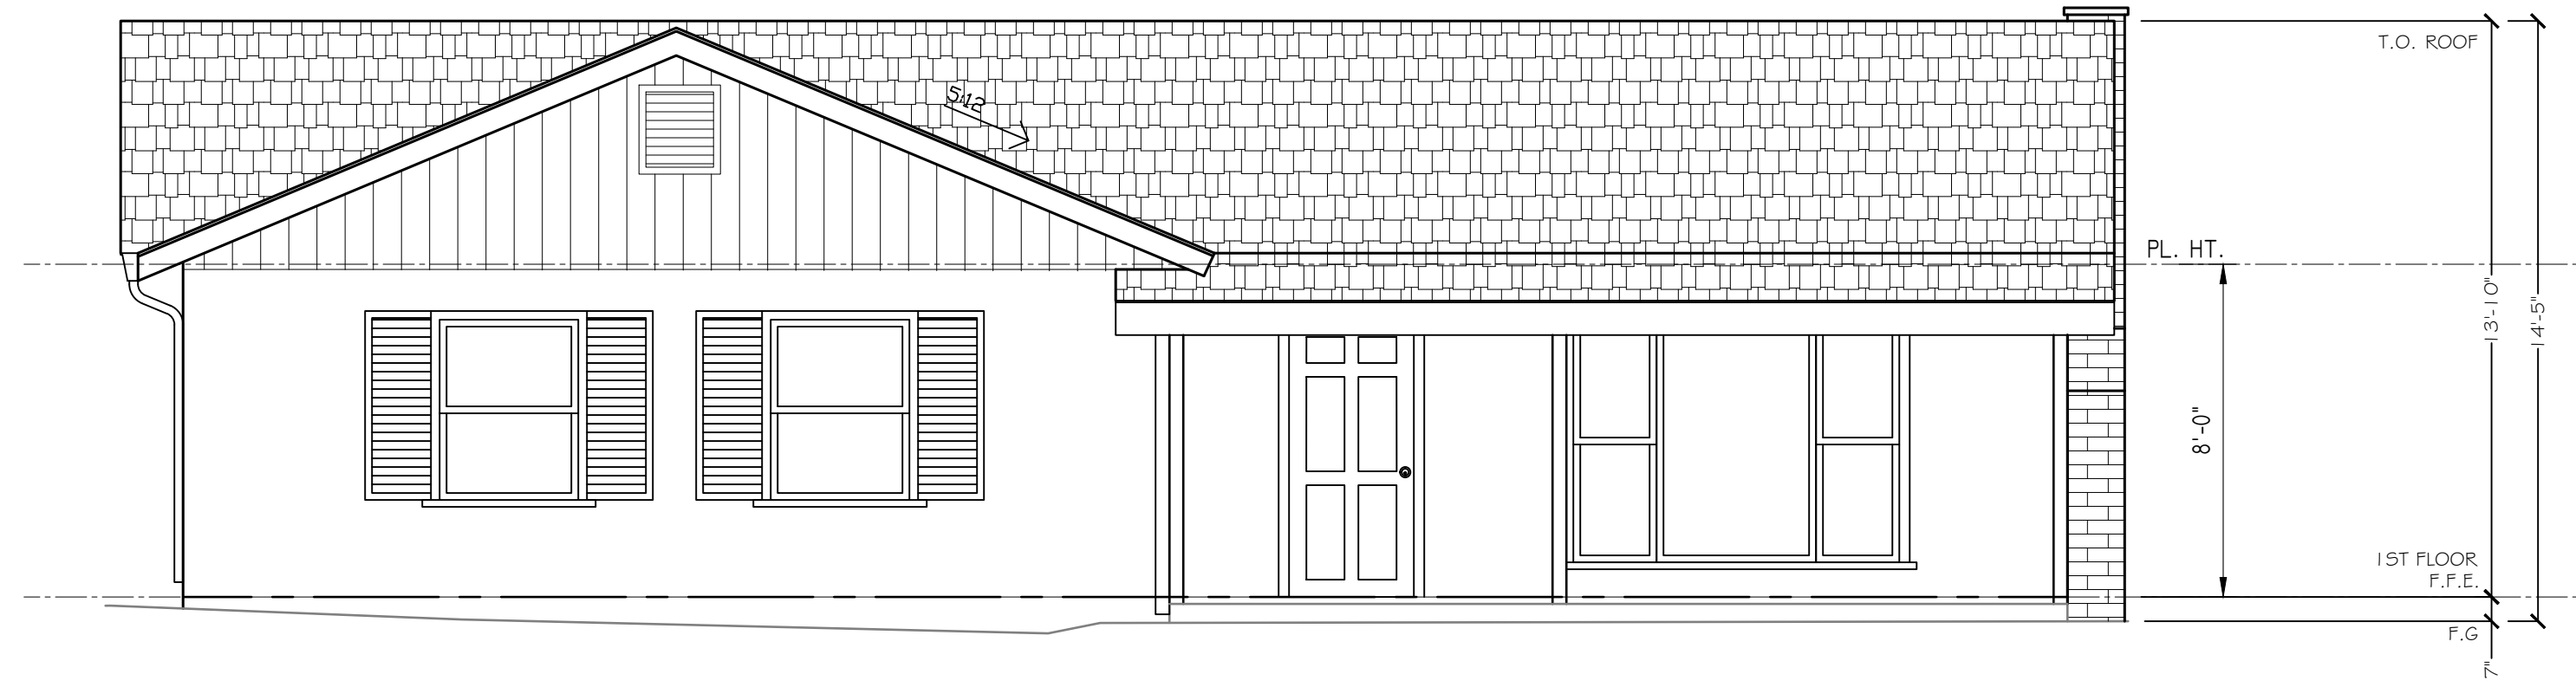 T.O. ROOF
5:12
PL. HT.
13'-10"
14'-5"
8'-0"
1ST FLOOR
F.F.E.
F.G
7"